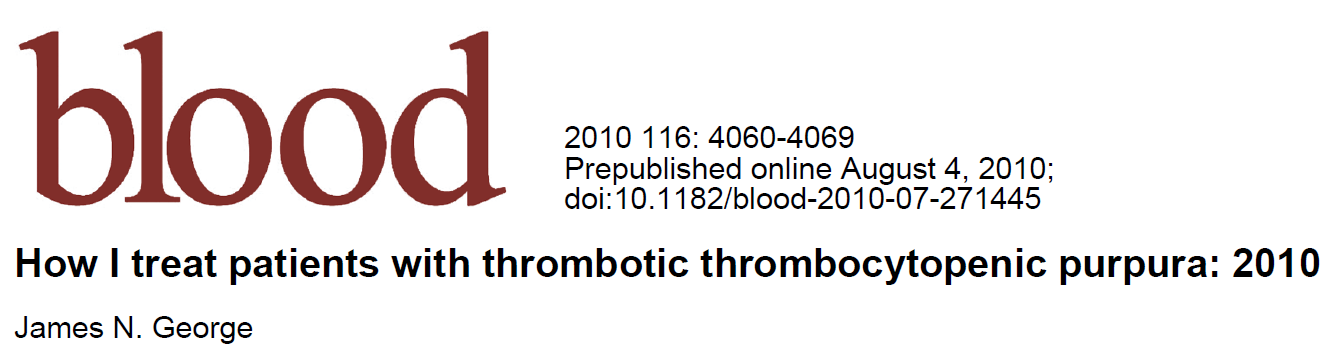 blood
2010 116: 4060-4069
Prepublished online August 4, 2010;
doi:10.1182/blood-2010-07-271445
How I treat patients with thrombotic thrombocytopenic purpura: 2010
James N. George